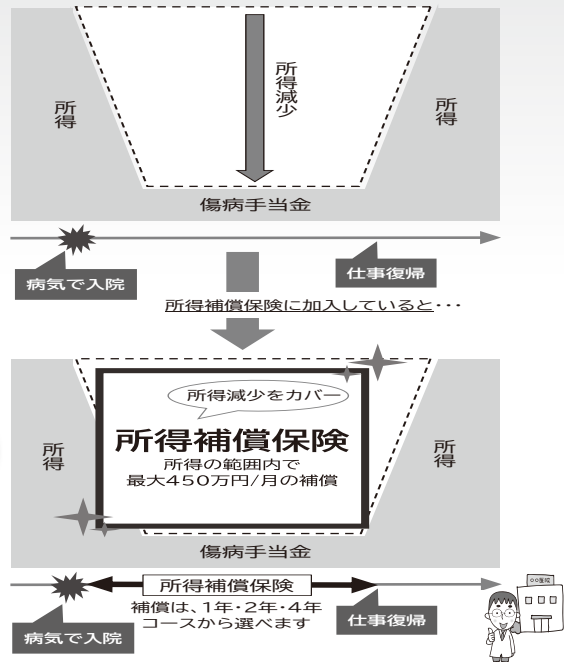 所得減少
所得
所得
傷病手当金
病気で入院
仕事復帰
所得補償保険に加入していると・・・
所得減少をカバー
所得補償保険
所得の範囲内で
最大450万円/月の補償
所得
所得
傷病手当金
所得補償保険
補償は、1年・2年・4年
コースから選べます
病気で入院
仕事復帰
○○医院